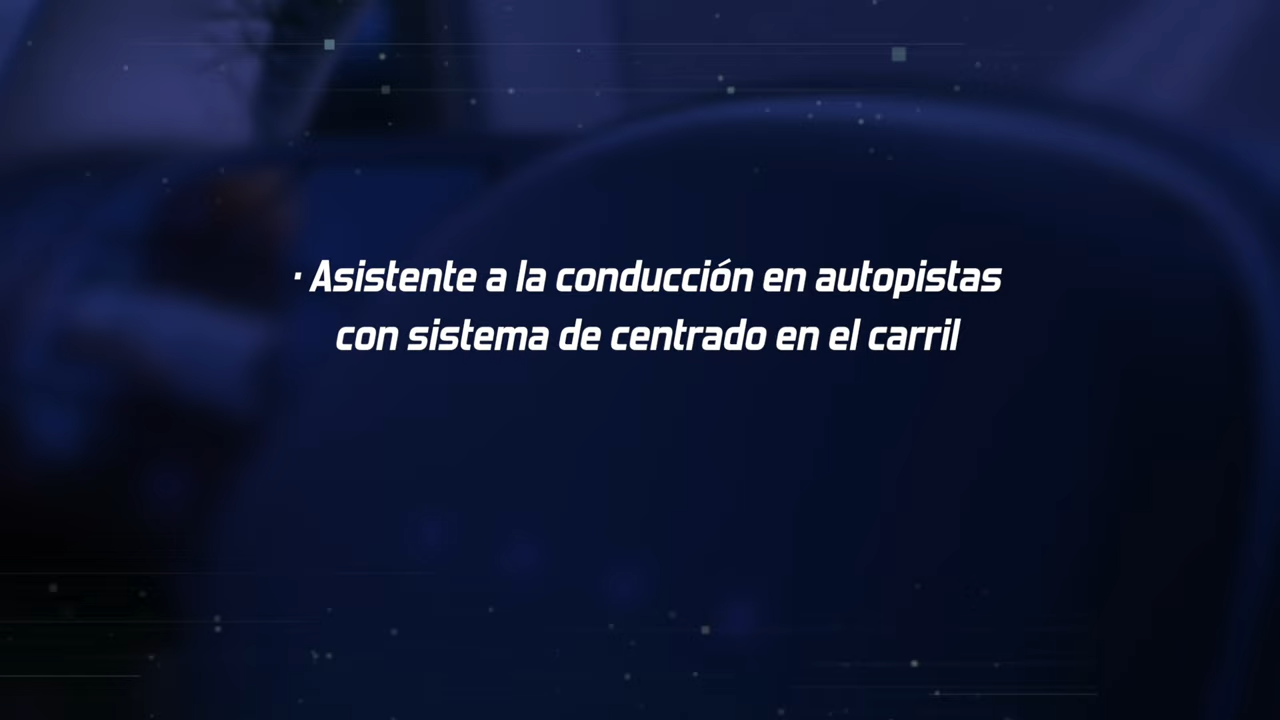 · Asistente a la conducción en autopistas
con sistema de centrado en el carril